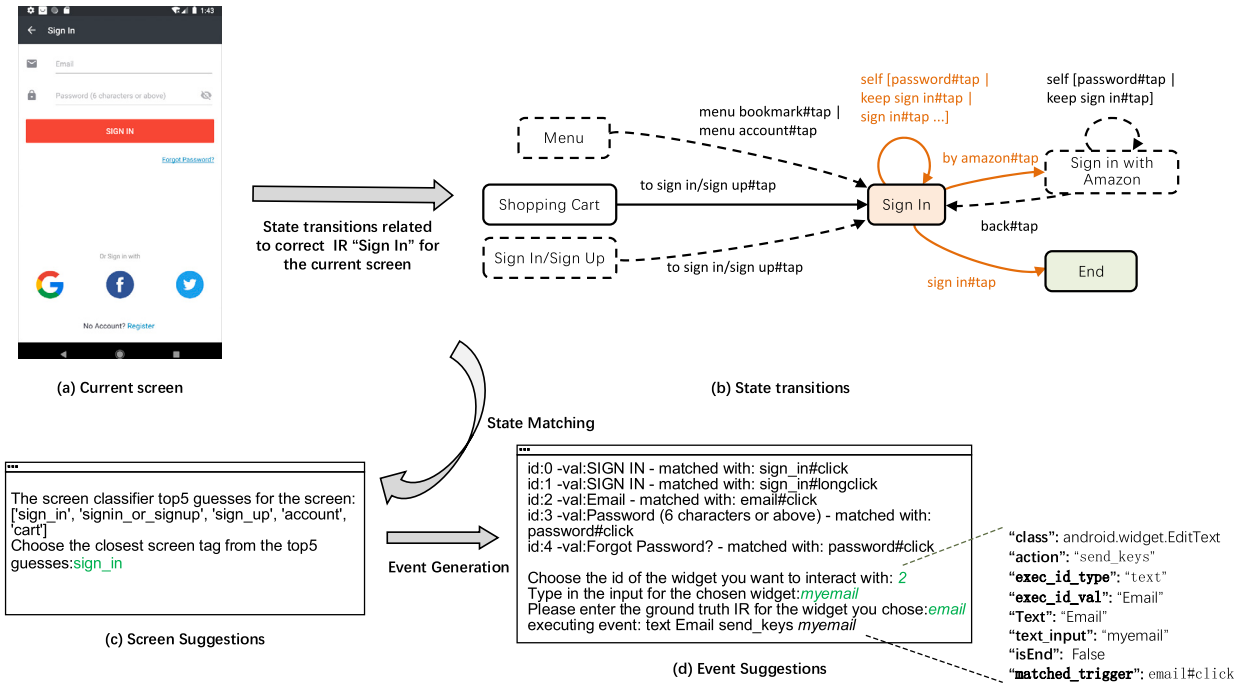 1:43
Sign In
Email
Password (6 characters or above)
SIGN IN
Forgot Password?
Or Sign in with
No Account? Register
(a) Current screen
State transitions related
to correct IR “Sign In” for
the current screen
self [password#tap |
keep sign in#tap |
sign in#tap ...]
self [password#tap |
keep sign in#tap]
menu bookmark#tap |
menu account#tap
Menu
by amazon#tap
Sign in with
Amazon
to sign in/sign up#tap
Shopping Cart
Sign In
back#tap
Sign In/Sign Up
to sign in/sign up#tap
End
sign in#tap
(b) State transitions
State Matching
The screen classifier top5 guesses for the screen:
['sign_in', 'signin_or_signup', 'sign_up', 'account',
'cart']
Choose the closest screen tag from the top5
guesses:sign_in
(c) Screen Suggestions
Event Generation
id:0 -val:SIGN IN - matched with: sign_in#click
id:1 -val:SIGN IN - matched with: sign_in#longclick
id:2 -val:Email - matched with: email#click
id:3 -val:Password (6 characters or above) - matched with:
password#click
id:4 -val:Forgot Password? - matched with: password#click
Choose the id of the widget you want to interact with: 2
Type in the input for the chosen widget:myemail
Please enter the ground truth IR for the widget you chose:email
executing event: text Email send_keys myemail
(d) Event Suggestions
“class”: android.widget.EditText
“action”: “send_keys”
“exec_id_type”: “text”
“exec_id_val”: “Email”
“Text”: “Email”
“text_input”: “myemail”
“isEnd”: False
“matched_trigger”: email#click